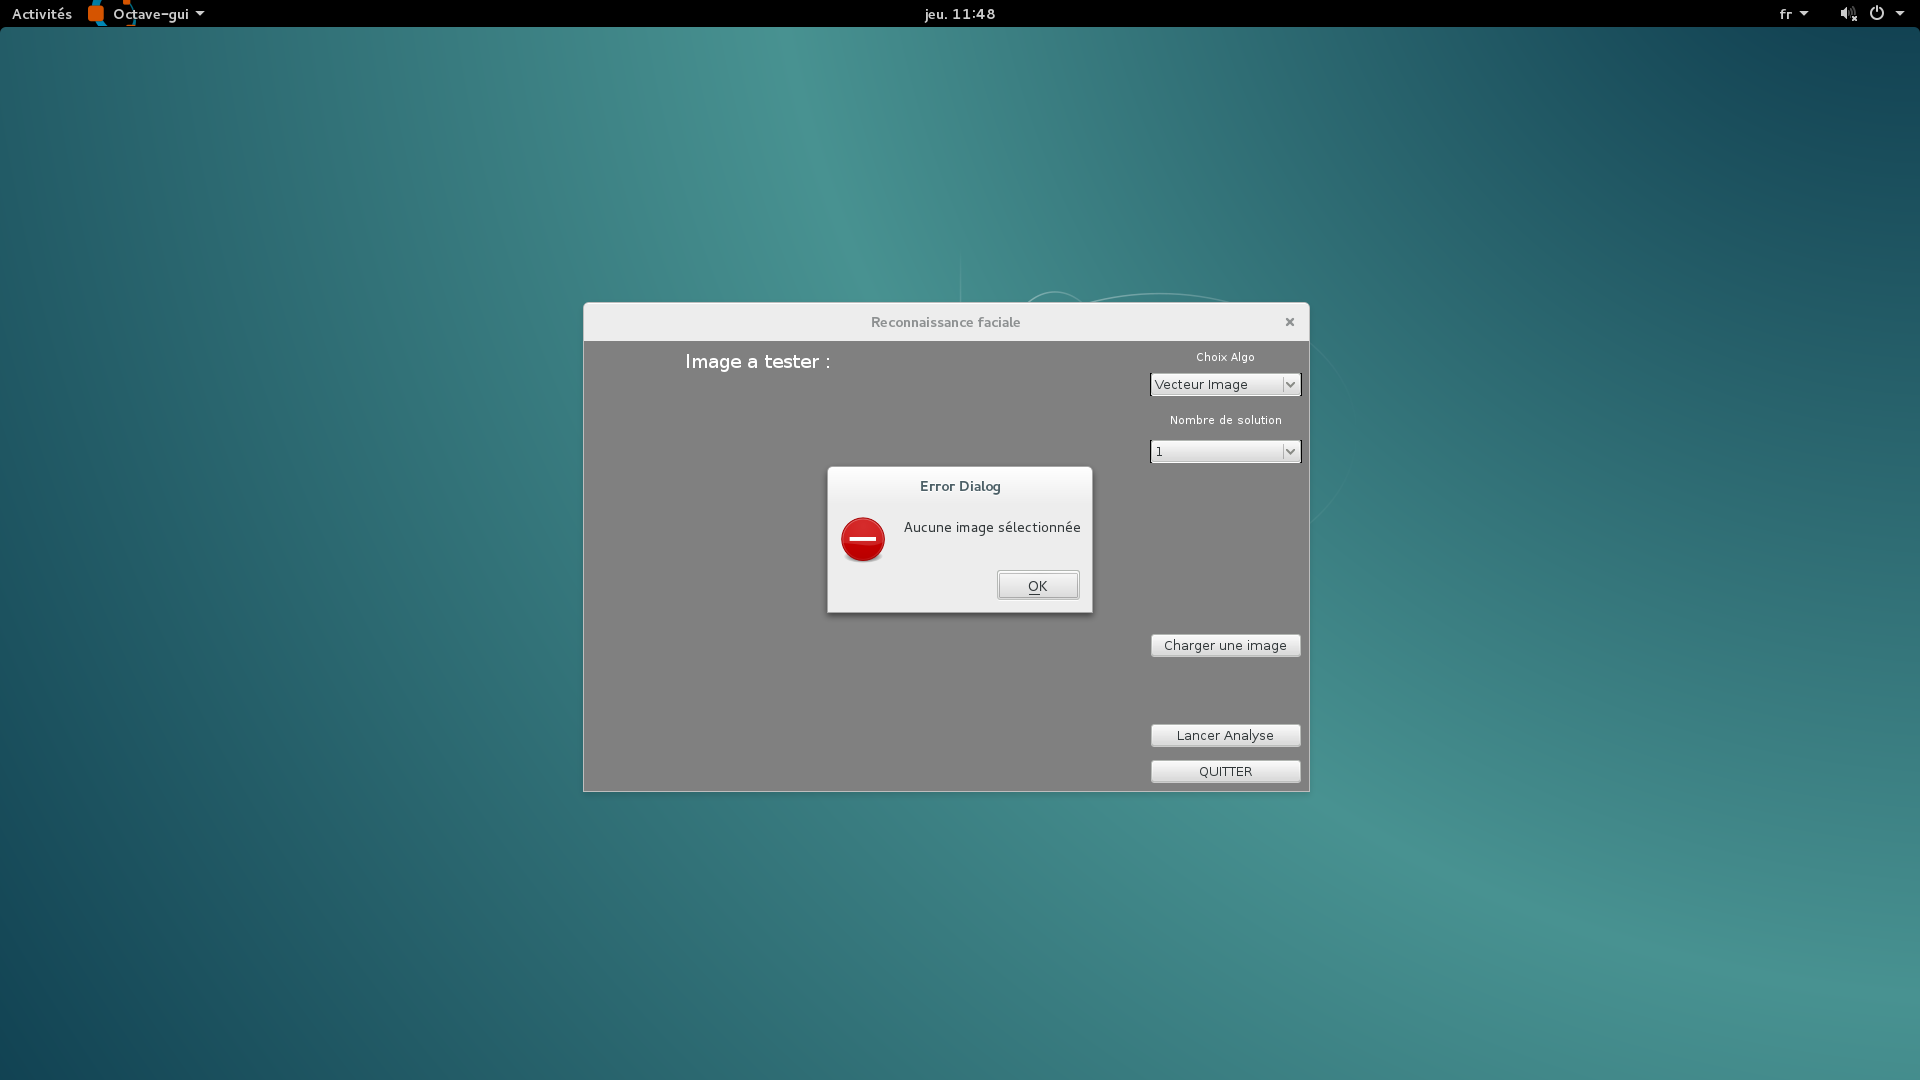 Activités
Octave-gui
jeu. 11:48
fr
Reconnaissance faciale
Image a tester :
Choix Algo
Vecteur Image
Nombre de solution
1
Error Dialog
Aucune image sélectionnée
OK
Charger une image
Lancer Analyse
QUITTER